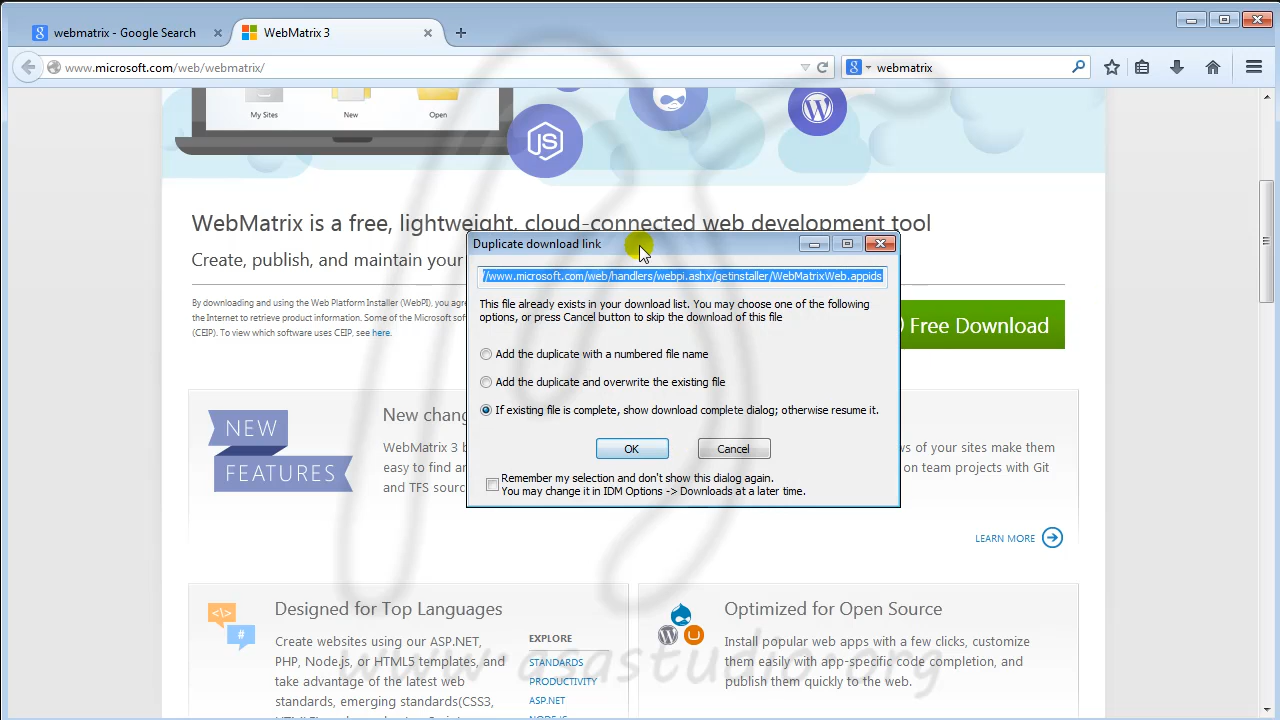 webmatrix - Google Search
WebMatrix 3
www.microsoft.com/web/webmatrix/
webmatrix
My Sites
New
Open
JS
WebMatrix is a free, lightweight, cloud-connected web development tool
Create, publish, and maintain your
By downloading and using the Web Platform Installer (WebPI), you agre
the Internet to retrieve product information. Some of the Microsoft sof
(CEIP). To view which software uses CEIP, see here.
Free Download
Duplicate download link
//www.microsoft.com/web/handlers/webpi.ashx/getinstaller/WebMatrixWeb.appids
This file already exists in your download list. You may choose one of the following
options, or press Cancel button to skip the download of this file
Add the duplicate with a numbered file name
Add the duplicate and overwrite the existing file
If existing file is complete, show download complete dialog; otherwise resume it.
OK
Cancel
Remember my selection and don't show this dialog again.
You may change it in IDM Options -> Downloads at a later time.
NEW
FEATURES
New chang
WebMatrix 3 b
easy to find an
and TFS sourc
ws of your sites make them
on team projects with Git
LEARN MORE
Designed for Top Languages
Create websites using our ASP.NET,
PHP, Node.js, or HTML5 templates, and
take advantage of the latest web
standards, emerging standards(CSS3,
EXPLORE
STANDARDS
PRODUCTIVITY
ASP.NET
Optimized for Open Source
Install popular web apps with a few clicks, customize
them easily with app-specific code completion, and
publish them quickly to the web.
www.asastudio.org